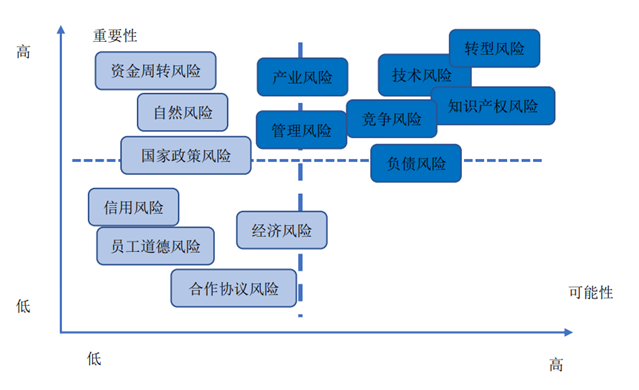 重要性
高
转型风险
资金周转风险
产业风险
技术风险
自然风险
知识产权风险
竞争风险
管理风险
国家政策风险
负债风险
信用风险
经济风险
员工道德风险
合作协议风险
可能性
低
低
高